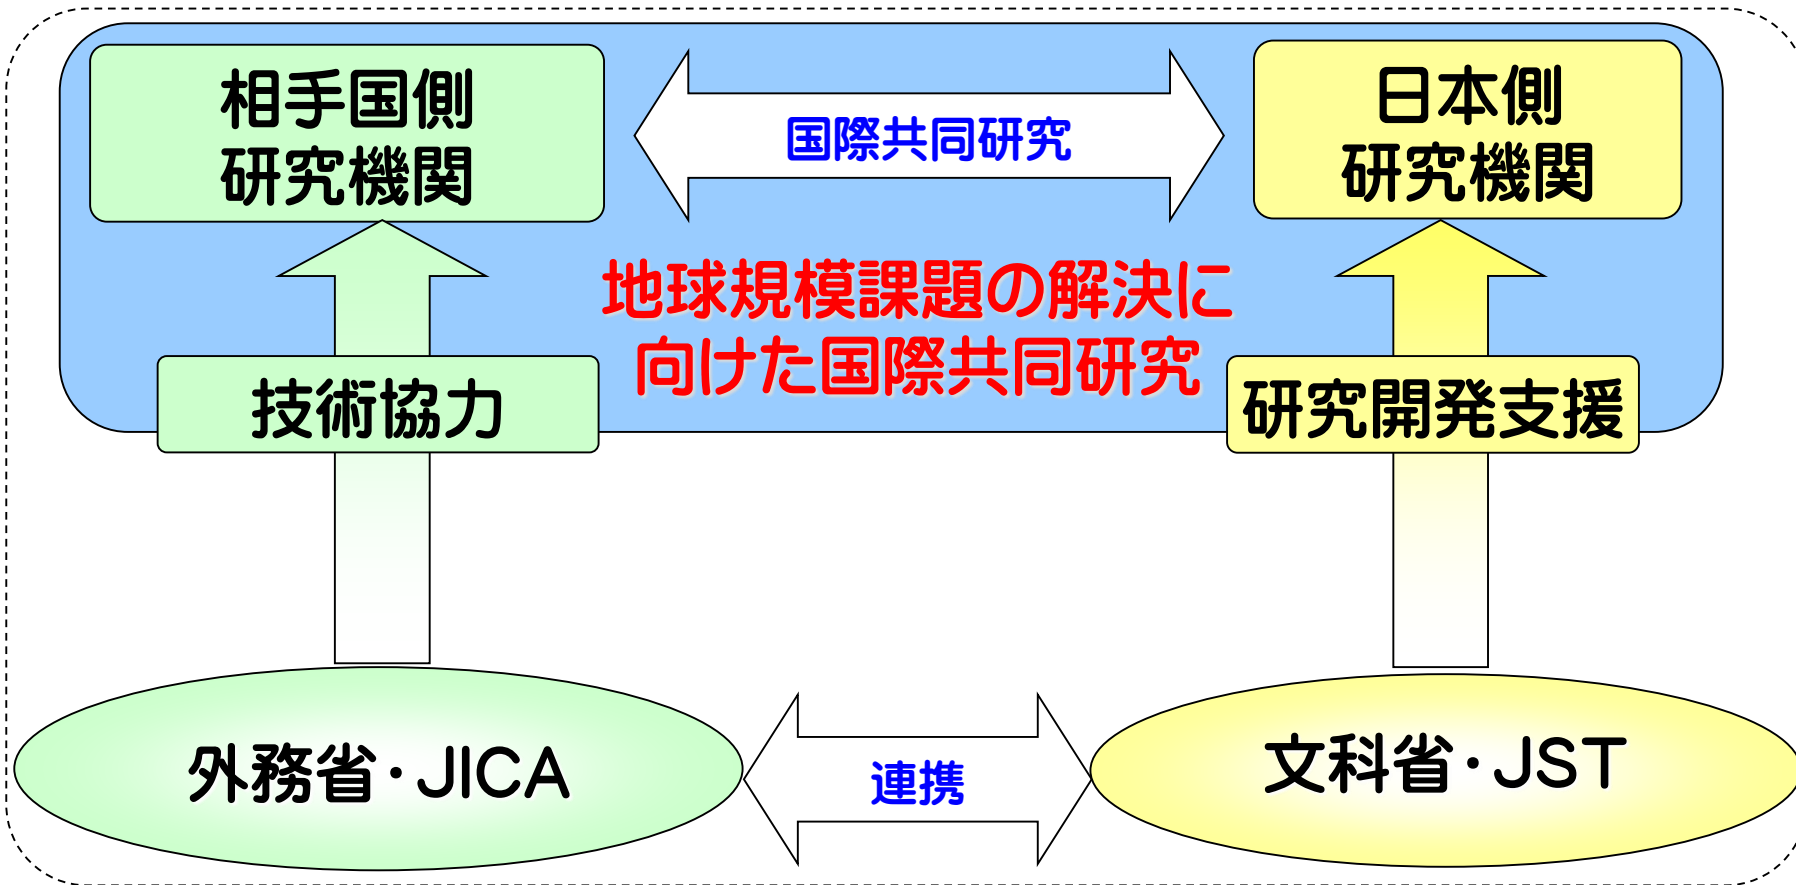 相手国側
研究機関
国際共同研究
日本側
研究機関
地球規模課題の解決に
向けた国際共同研究
技術協力
研究開発支援
外務省・JICA
連携
文科省・JST